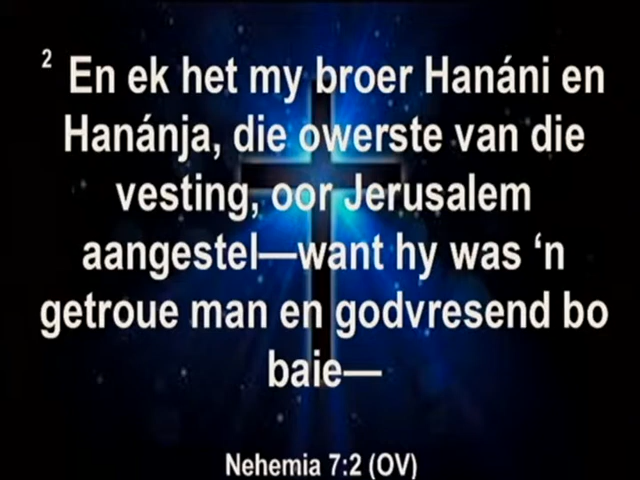 2 En ek het my broer Hanáni en
Hanánja, die owerste van die
vesting, oor Jerusalem
aangestel—want hy was ‘n
getroue man en godvresend bo
baie—
Nehemia 7:2 (OV)